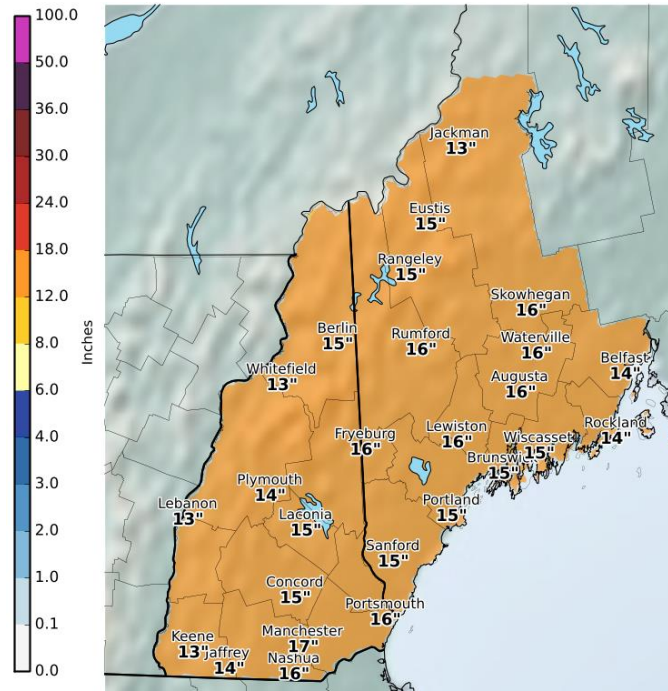 100.0
50.0
36.0
30.0
24.0
18.0
12.0
8.0
6.0
4.0
3.0
2.0
1.0
0.1
0.0
Inches
Jackman
13"
Eustis
15"
Rangeley
15"
Skowhegan
16"
Berlin
15"
Rumford
16"
Waterville
16"
Belfast
14"
Whitefield
13"
Augusta
16"
Fryeburg
16"
Lewiston
16"
Rockland
14"
Wiscasset
15"
Brunswick
15"
Plymouth
14"
Lebanon
13"
Laconia
15"
Portland
15"
Sanford
15"
Concord
15"
Portsmouth
16"
Keene
13"
Jaffrey
14"
Manchester
17"
Nashua
16"